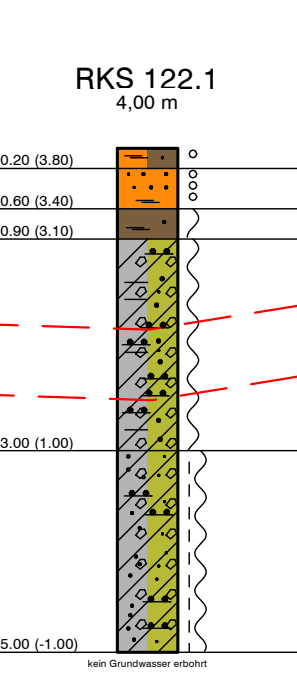 RKS 122.1
4,00 m
0.20 (3.80)
0.60 (3.40)
0.90 (3.10)
3.00 (1.00)
5.00 (-1.00)
kein Grundwasser erbohrt